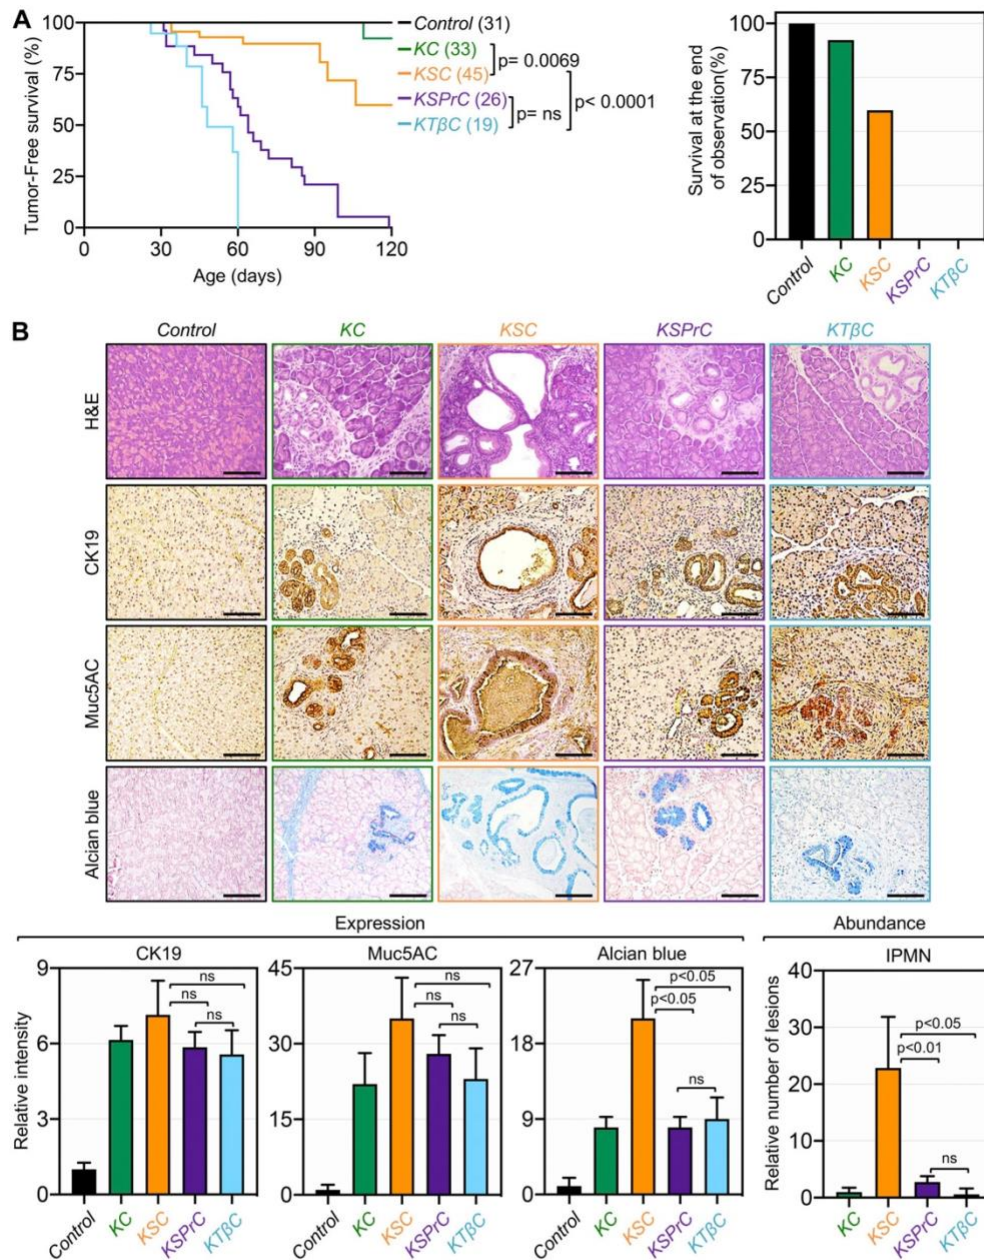 A
Tumor-Free survival (%)
100
75
50
25
0
0 30 60 90 120
Age (days)
Control (31)
KC (33)
KSC (45)
KSPrC (26)
KTβC (19)
p= 0.0069
p= ns
p< 0.0001
Survival at the end
of observation(%)
100
75
50
25
0
Control KC KSC KSPrC KTβC
B
Control KC KSC KSPrC KTβC
H&E
CK19
Muc5AC
Alcian blue
Expression
Abundance
CK19
Relative intensity
9
6
3
0
ns
ns
ns
Control KC KSC KSPrC KTβC
Muc5AC
45
30
15
0
ns
ns
ns
Control KC KSC KSPrC KTβC
Alcian blue
27
18
9
0
p<0.05
p<0.05
ns
Control KC KSC KSPrC KTβC
IPMN
Relative number of lesions
40
30
20
10
0
p<0.05
p<0.01
ns
KC KSC KSPrC KTβC